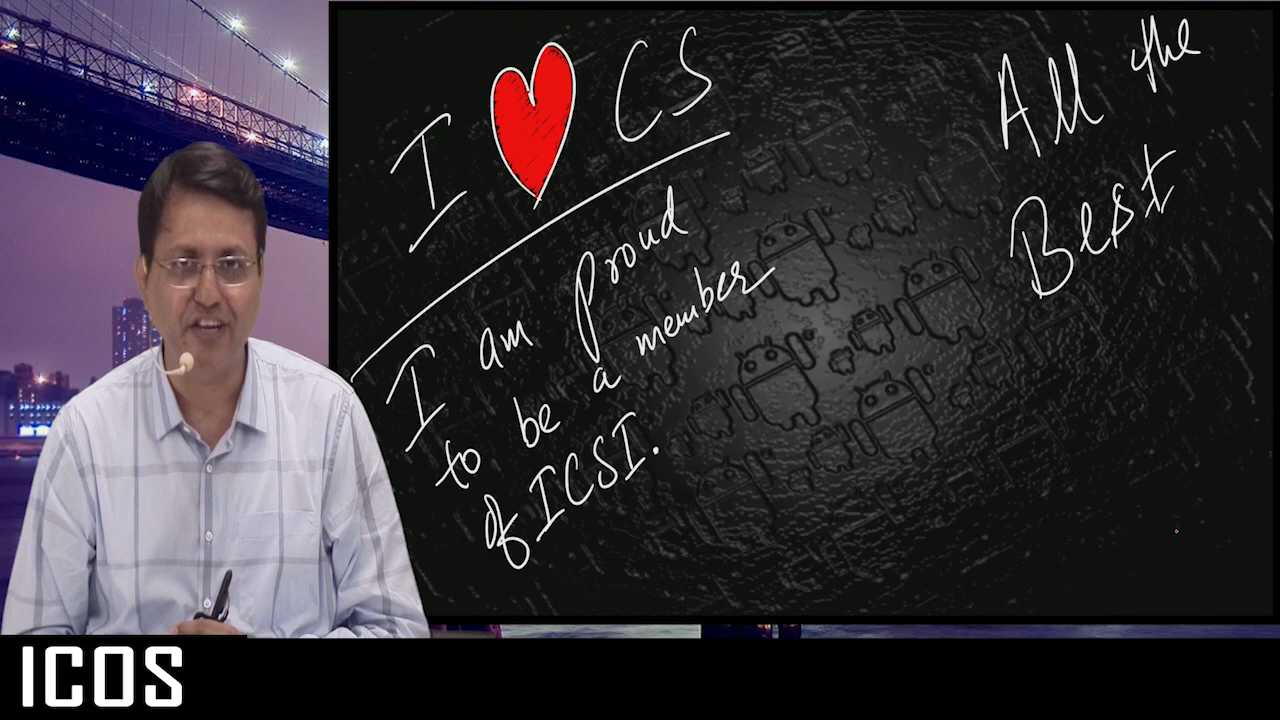 I ❤ CS
I am proud
to be a member
of ICSI.
All the
Best
ICOS